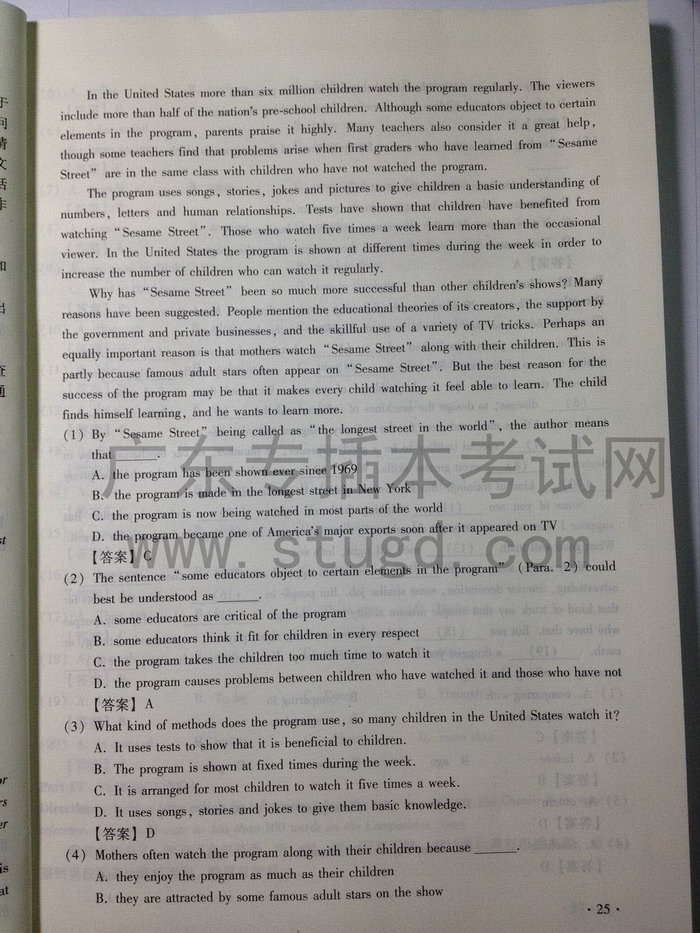 In the United States more than six million children watch the program regularly. The viewers
include more than half of the nation's pre-school children. Although some educators object to certain
elements in the program, parents praise it highly. Many teachers also consider it a great help,
though some teachers find that problems arise when first graders who have learned from "Sesame
Street" are in the same class with children who have not watched the program.
The program uses songs, stories, jokes and pictures to give children a basic understanding of
numbers, letters and human relationships. Tests have shown that children have benefited from
watching "Sesame Street". Those who watch five times a week learn more than the occasional
viewer. In the United States the program is shown at different times during the week in order to
increase the number of children who can watch it regularly.
Why has "Sesame Street" been so much more successful than other children's shows? Many
reasons have been suggested. People mention the educational theories of its creators, the support by
the government and private businesses, and the skillful use of a variety of TV tricks. Perhaps an
equally important reason is that mothers watch "Sesame Street" along with their children. This is
partly because famous adult stars often appear on "Sesame Street". But the best reason for the
success of the program may be that it makes every child watching it feel able to learn. The child
finds himself learning, and he wants to learn more.
(1) By "Sesame Street" being called as "the longest street in the world", the author means
that ______.
A. the program has been shown ever since 1969
B. the program is made in the longest street in New York
C. the program is now being watched in most parts of the world
D. the program became one of America's major exports soon after it appeared on TV
【答案】C
(2) The sentence "some educators object to certain elements in the program" (Para. 2) could
best be understood as ______.
A. some educators are critical of the program
B. some educators think it fit for children in every respect
C. the program takes the children too much time to watch it
D. the program causes problems between children who have watched it and those who have not
【答案】A
(3) What kind of methods does the program use, so many children in the United States watch it?
A. It uses tests to show that it is beneficial to children.
B. The program is shown at fixed times during the week.
C. It is arranged for most children to watch it five times a week.
D. It uses songs, stories and jokes to give them basic knowledge.
【答案】D
(4) Mothers often watch the program along with their children because ______.
A. they enjoy the program as much as their children
B. they are attracted by some famous adult stars on the show
· 25 ·
广东专插本考试网
www.stugd.com